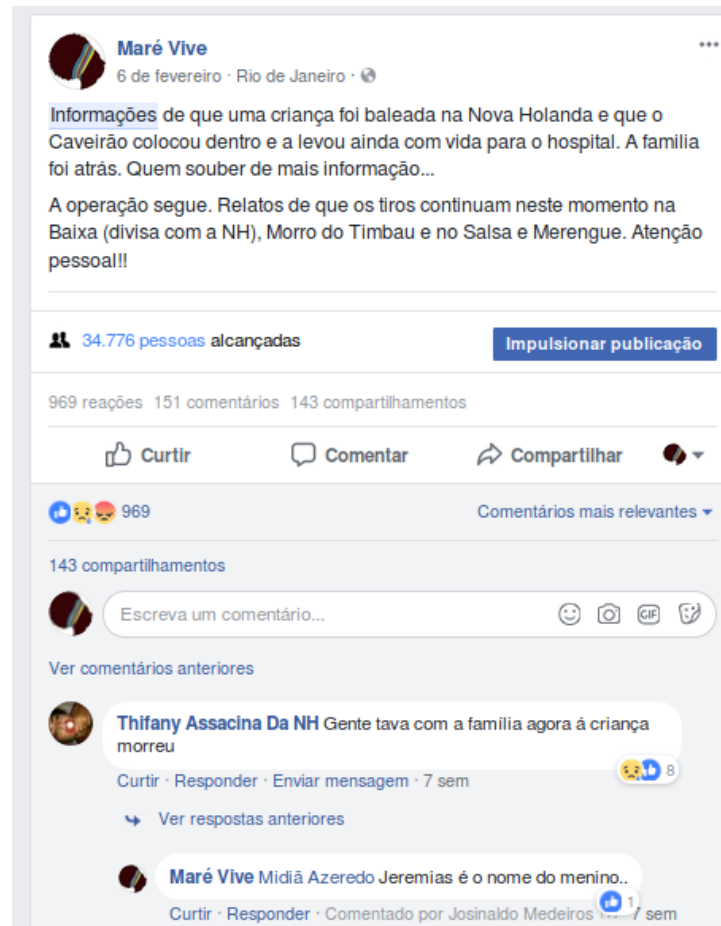 Maré Vive
6 de fevereiro · Rio de Janeiro ·
Informações de que uma criança foi baleada na Nova Holanda e que o
Caveirão colocou dentro e a levou ainda com vida para o hospital. A familia
foi atrás. Quem souber de mais informação...
A operação segue. Relatos de que os tiros continuam neste momento na
Baixa (divisa com a NH), Morro do Timbau e no Salsa e Merengue. Atenção
pessoal!!
34.776 pessoas alcançadas
Impulsionar publicação
969 reações 151 comentários 143 compartilhamentos
Curtir Comentar Compartilhar
969 Comentários mais relevantes
143 compartilhamentos
Escreva um comentário... GIF
Ver comentários anteriores
Thifany Assacina Da NH Gente tava com a família agora á criança
morreu
8
Curtir · Responder · Enviar mensagem · 7 sem
Ver respostas anteriores
Maré Vive Midiã Azeredo Jeremias é o nome do menino..
1
Curtir · Responder · Comentado por Josinaldo Medeiros 7 sem